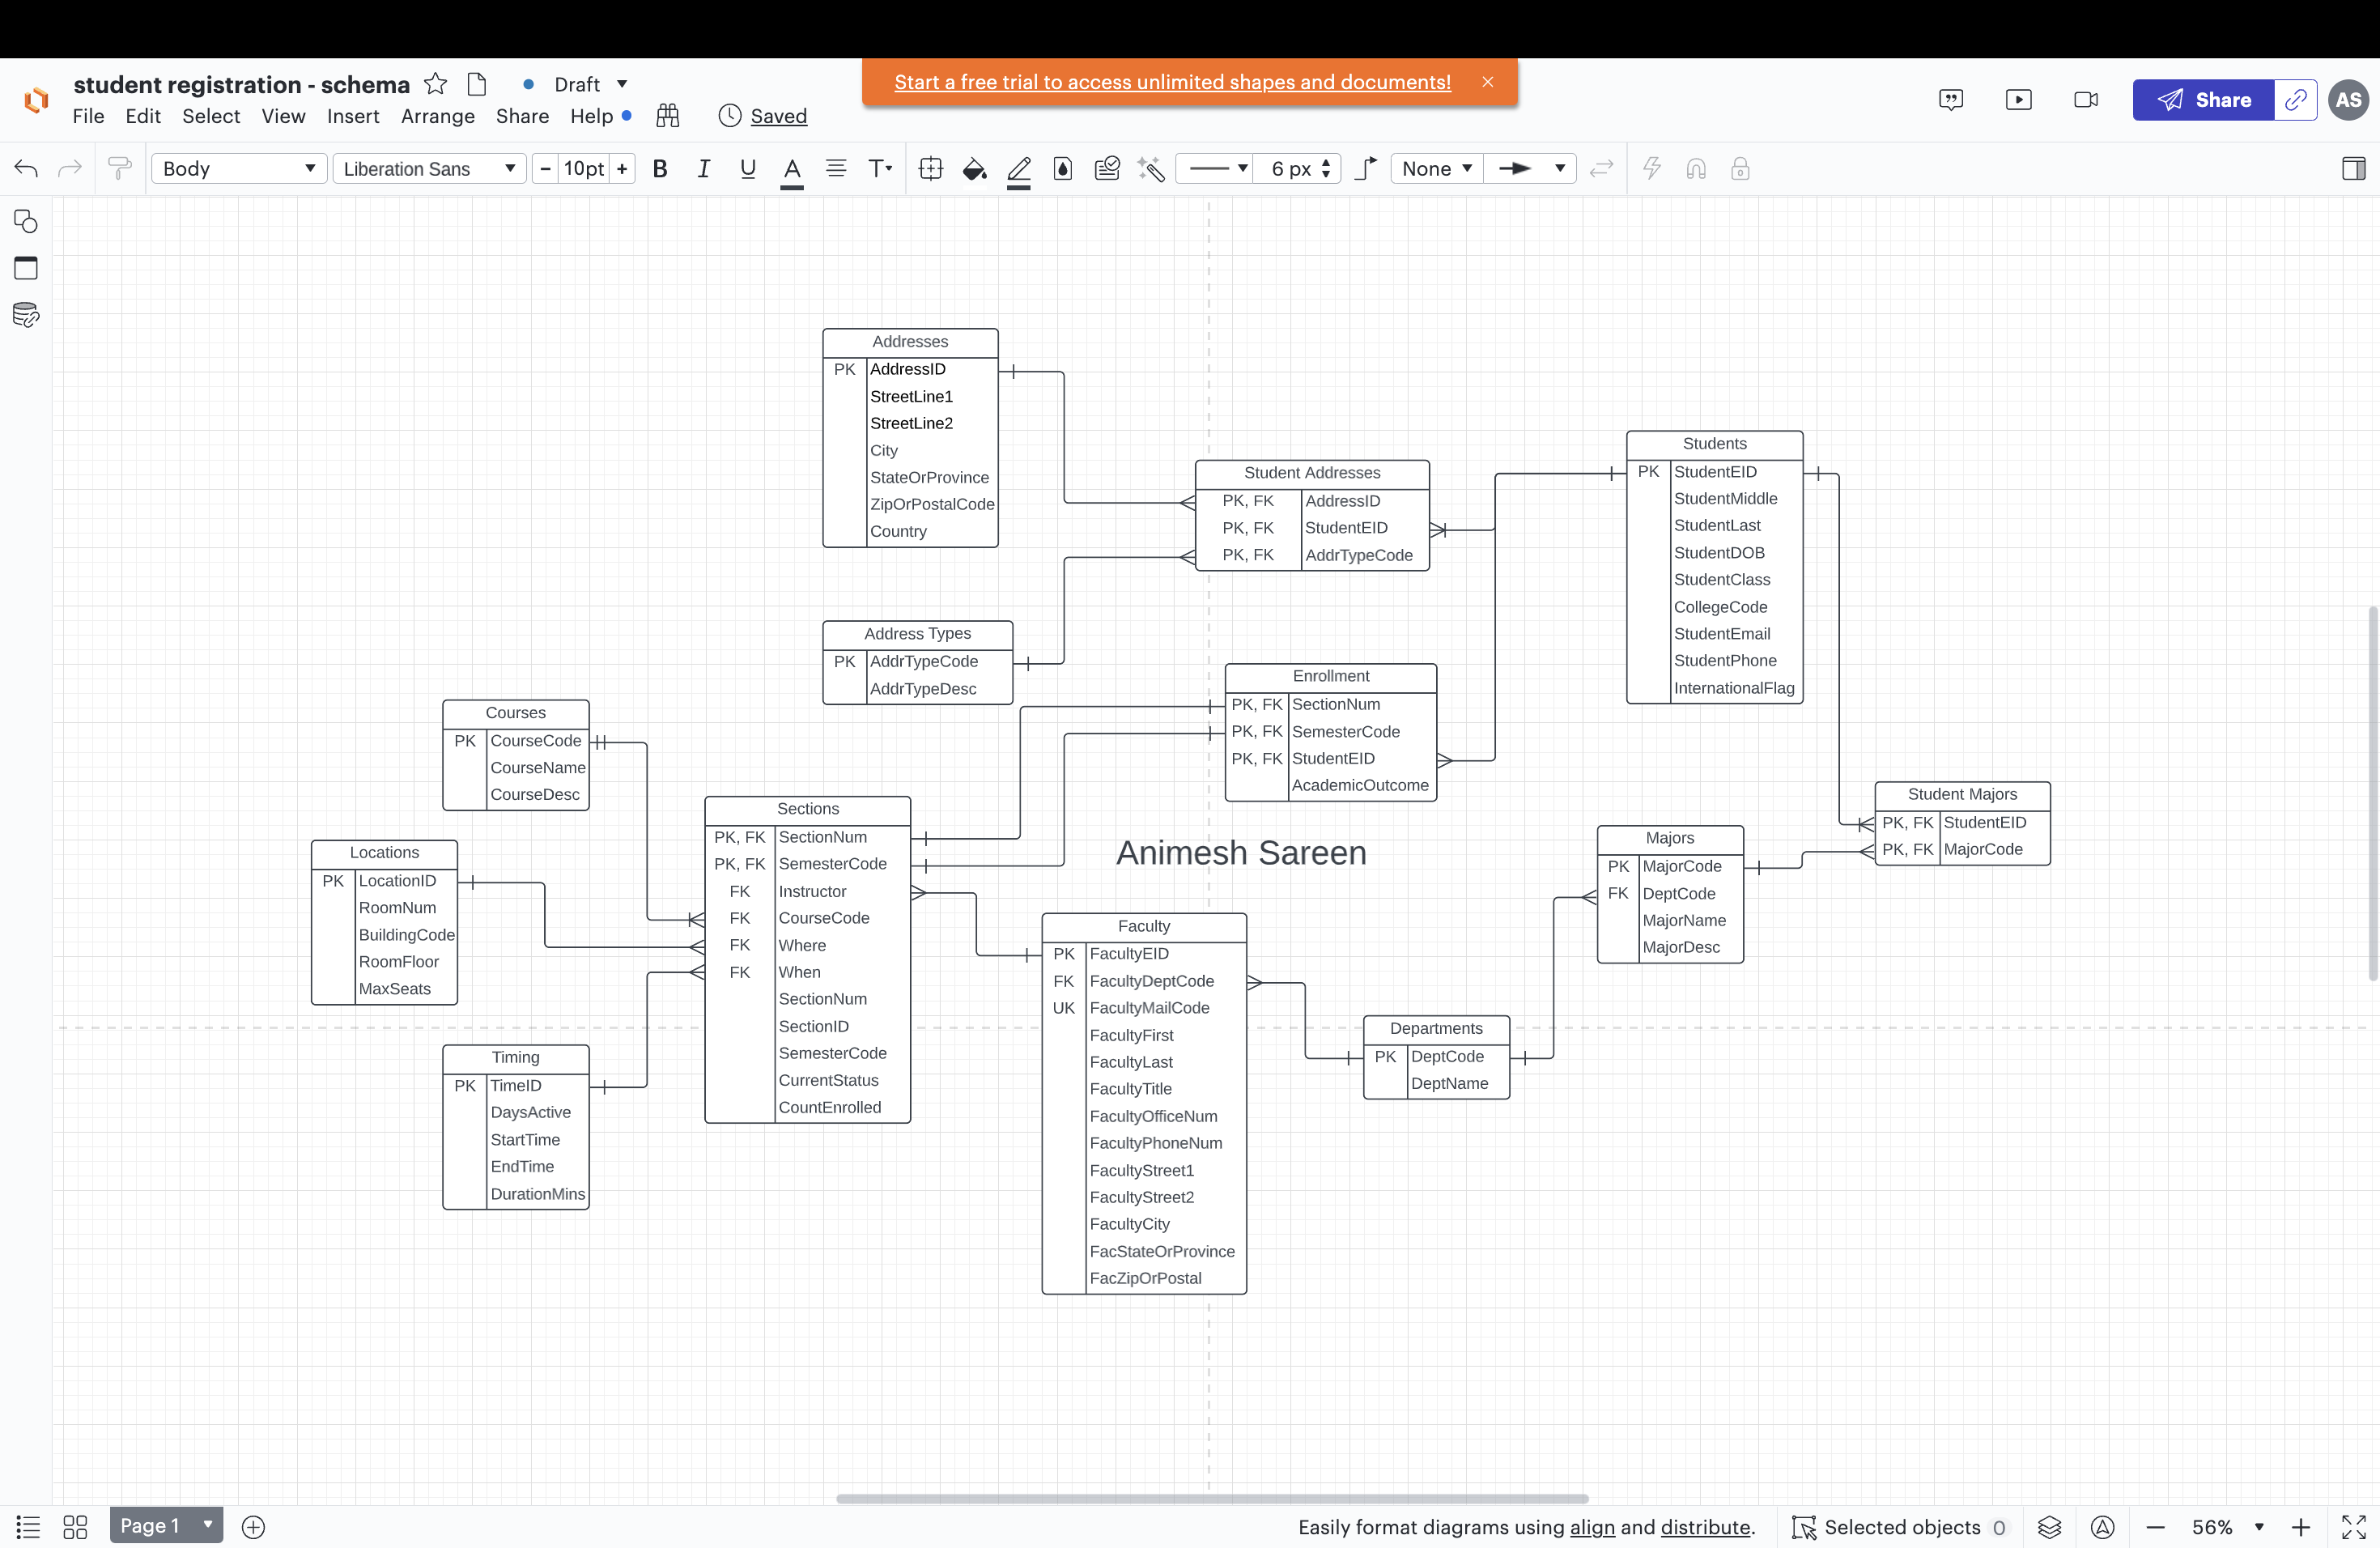 student registration - schema
Draft
Start a free trial to access unlimited shapes and documents!
File Edit Select View Insert Arrange Share Help
Saved
Share
AS
Body
Liberation Sans
10pt
B I U A T
6 px
None
Addresses
PK AddressID
StreetLine1
StreetLine2
City
StateOrProvince
ZipOrPostalCode
Country
Student Addresses
PK, FK AddressID
PK, FK StudentEID
PK, FK AddrTypeCode
Students
PK StudentEID
StudentMiddle
StudentLast
StudentDOB
StudentClass
CollegeCode
StudentEmail
StudentPhone
InternationalFlag
Address Types
PK AddrTypeCode
AddrTypeDesc
Enrollment
PK, FK SectionNum
PK, FK SemesterCode
PK, FK StudentEID
AcademicOutcome
Courses
PK CourseCode
CourseName
CourseDesc
Sections
PK, FK SectionNum
PK, FK SemesterCode
FK Instructor
FK CourseCode
FK Where
FK When
SectionNum
SectionID
SemesterCode
CurrentStatus
CountEnrolled
Animesh Sareen
Student Majors
PK, FK StudentEID
PK, FK MajorCode
Majors
PK MajorCode
FK DeptCode
MajorName
MajorDesc
Locations
PK LocationID
RoomNum
BuildingCode
RoomFloor
MaxSeats
Faculty
PK FacultyEID
FK FacultyDeptCode
UK FacultyMailCode
FacultyFirst
FacultyLast
FacultyTitle
FacultyOfficeNum
FacultyPhoneNum
FacultyStreet1
FacultyStreet2
FacultyCity
FacStateOrProvince
FacZipOrPostal
Departments
PK DeptCode
DeptName
Timing
PK TimeID
DaysActive
StartTime
EndTime
DurationMins
Page 1
Easily format diagrams using align and distribute.
Selected objects 0
56%